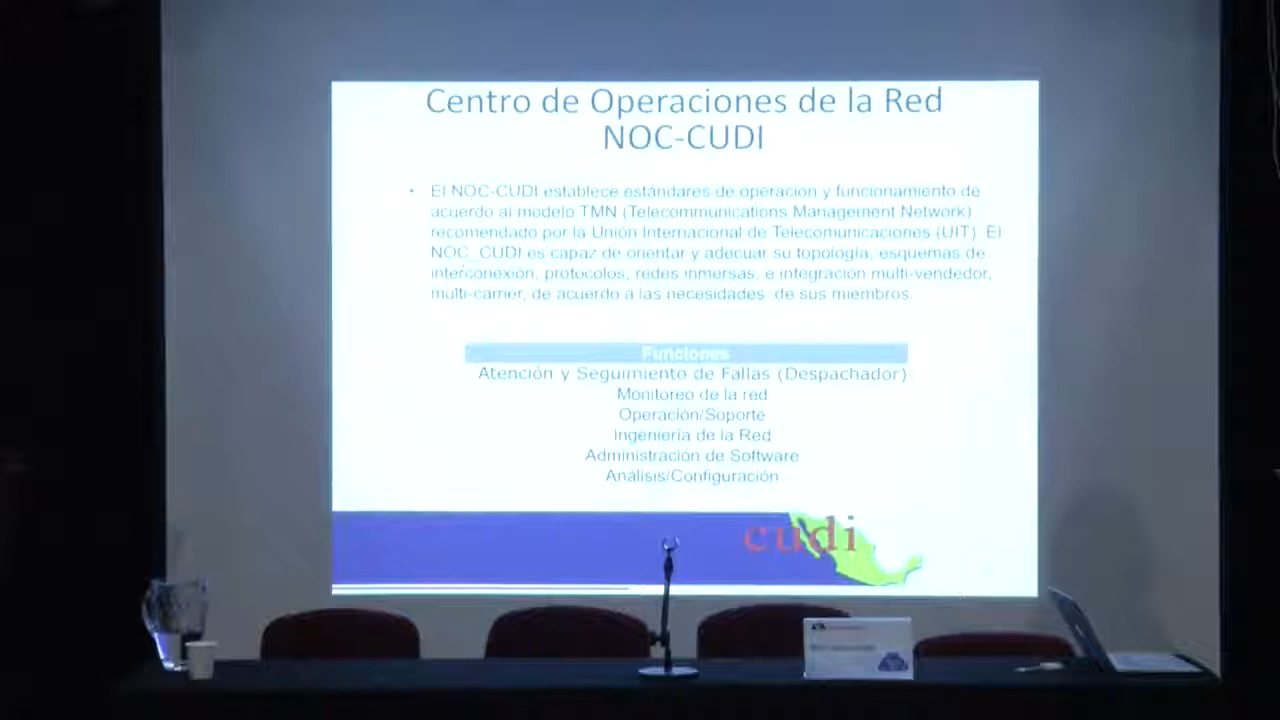 Centro de Operaciones de la Red
NOC-CUDI
• El NOC-CUDI establece estándares de operación y funcionamiento de
acuerdo al modelo TMN (Telecommunications Management Network)
recomendado por la Unión Internacional de Telecomunicaciones (UIT). El
NOC_CUDI es capaz de orientar y adecuar su topología, esquemas de
interconexión, protocolos, redes inmersas, e integración multi-vendedor,
multi-carrier, de acuerdo a las necesidades de sus miembros.
Funciones
Atención y Seguimiento de Fallas (Despachador)
Monitoreo de la red
Operación/Soporte
Ingeniería de la Red
Administración de Software
Análisis/Configuración
cudi